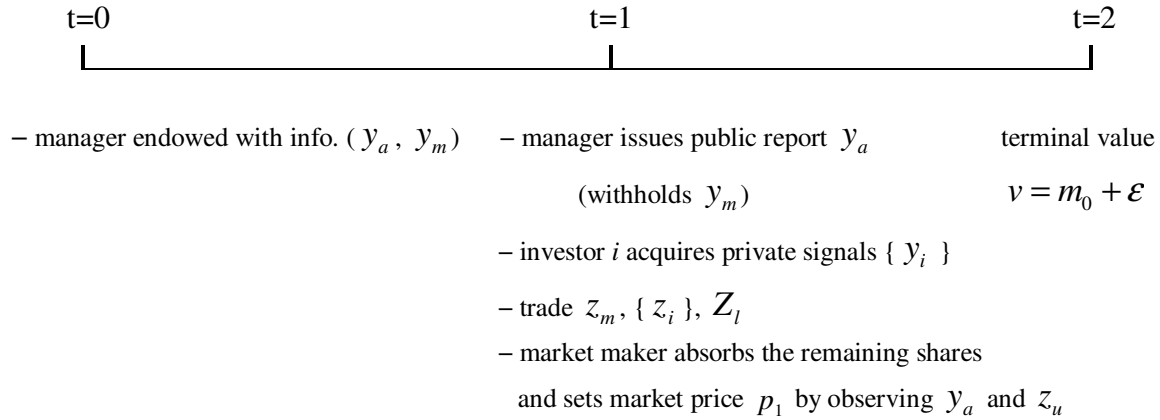 t=0 t=1 t=2
– manager endowed with info. ( y_a , y_m ) – manager issues public report y_a terminal value
(withholds y_m ) v = m_0 + ε
– investor i acquires private signals { y_i }
– trade z_m , { z_i }, Z_l
– market maker absorbs the remaining shares
and sets market price p_1 by observing y_a and z_u